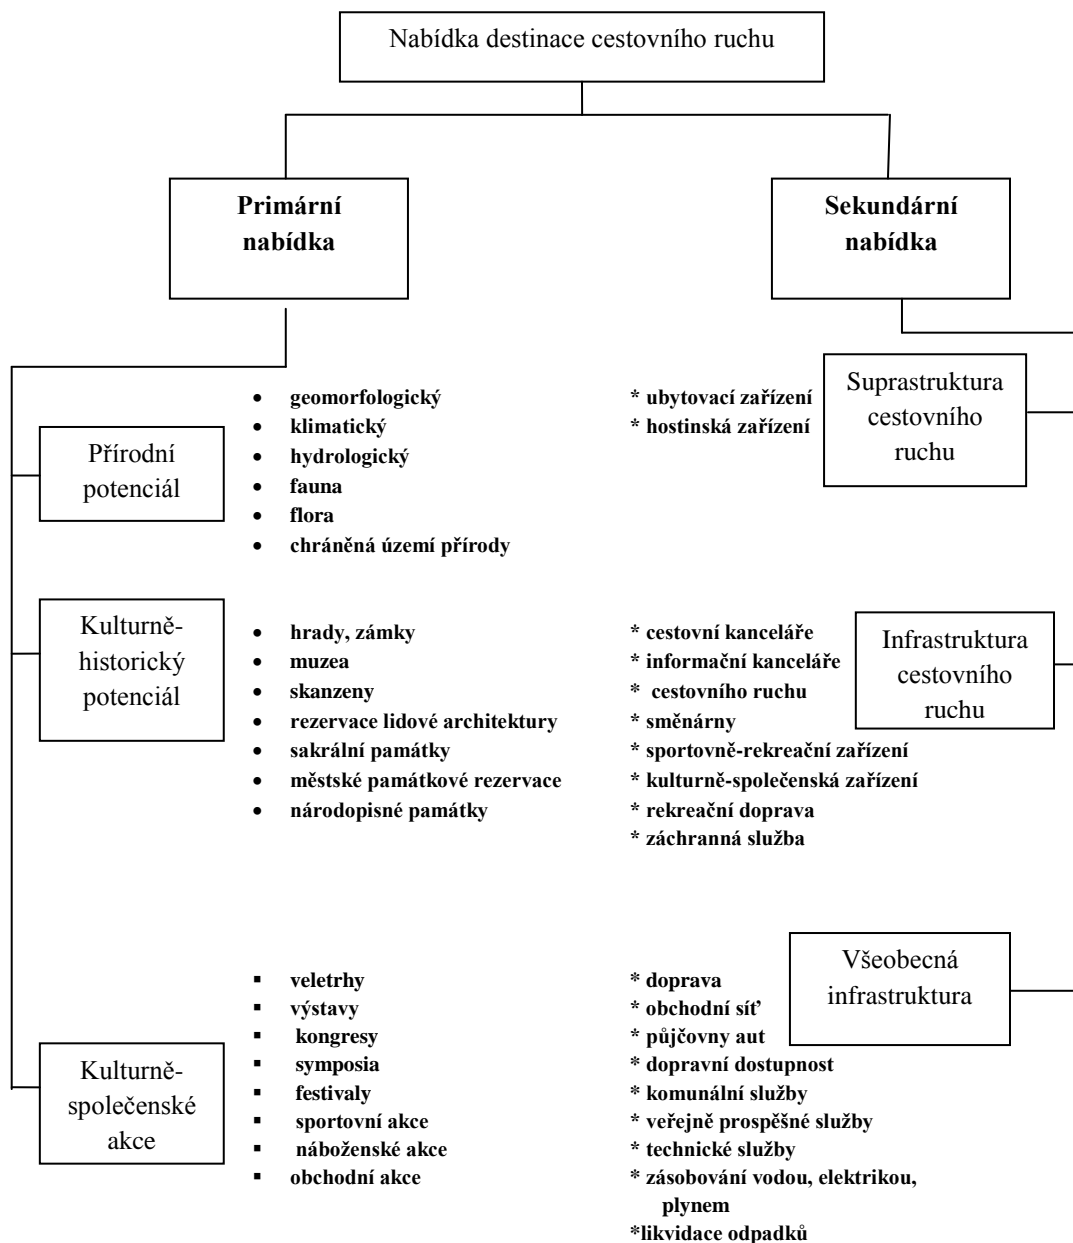 Nabídka destinace cestovního ruchu
Primární
nabídka
Sekundární
nabídka
Přírodní
potenciál
• geomorfologický
• klimatický
• hydrologický
• fauna
• flora
• chráněná území přírody
* ubytovací zařízení
* hostinská zařízení
Suprastruktura
cestovního
ruchu
Kulturně-
historický
potenciál
• hrady, zámky
• muzea
• skanzeny
• rezervace lidové architektury
• sakrální památky
• městské památkové rezervace
• národopisné památky
* cestovní kanceláře
* informační kanceláře
* cestovního ruchu
* směnárny
* sportovně-rekreační zařízení
* kulturně-společenská zařízení
* rekreační doprava
* záchranná služba
Infrastruktura
cestovního
ruchu
Kulturně-
společenské
akce
▪ veletrhy
▪ výstavy
▪ kongresy
▪ symposia
▪ festivaly
▪ sportovní akce
▪ náboženské akce
▪ obchodní akce
* doprava
* obchodní síť
* půjčovny aut
* dopravní dostupnost
* komunální služby
* veřejně prospěšné služby
* technické služby
* zásobování vodou, elektrikou,
plynem
*likvidace odpadků
Všeobecná
infrastruktura